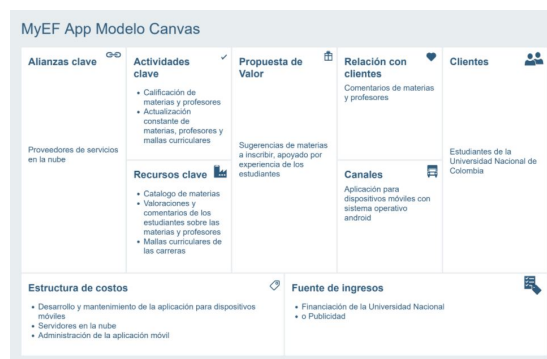 MyEF App Modelo Canvas
Alianzas clave
Proveedores de servicios
en la nube
Actividades
clave
• Calificación de
materias y profesores
• Actualización
constante de
materias, profesores y
mallas curriculares
Recursos clave
• Catalogo de materias
• Valoraciones y
comentarios de los
estudiantes sobre las
materias y profesores
• Mallas curriculares de
las carreras
Propuesta de
Valor
Sugerencias de materias
a inscribir, apoyado por
experiencia de los
estudiantes
Relación con
clientes
Comentarios de materias
y profesores
Canales
Aplicación para
dispositivos móviles con
sistema operativo
android
Clientes
Estudiantes de la
Universidad Nacional de
Colombia
Estructura de costos
• Desarrollo y mantenimiento de la aplicación para dispositivos
móviles
• Servidores en la nube
• Administración de la aplicación móvil
Fuente de ingresos
• Financiación de la Universidad Nacional
• o Publicidad